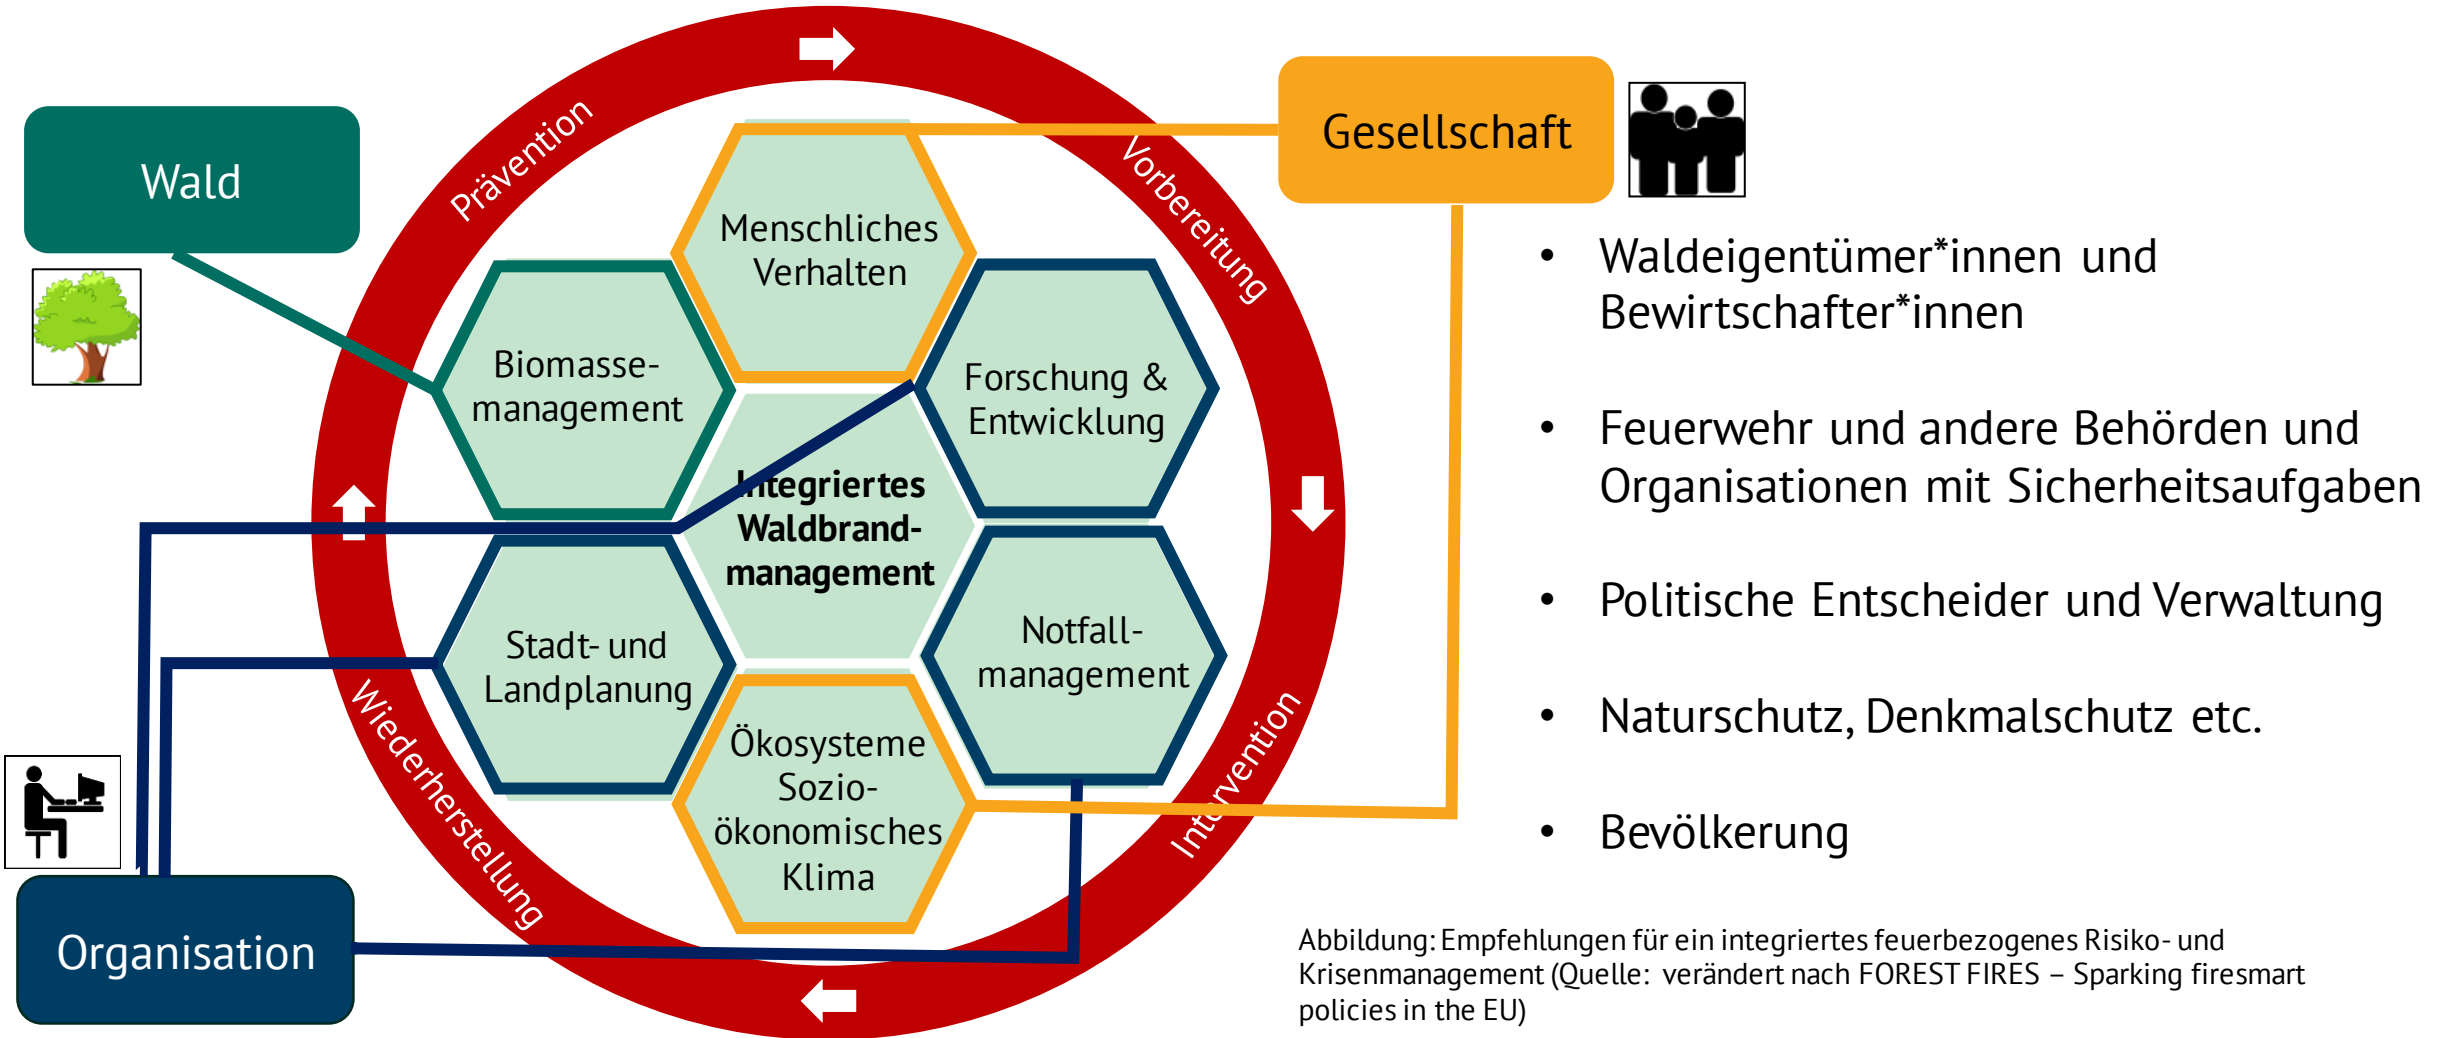 Prävention
Vorbereitung
Intervention
Wiederherstellung
Wald
Gesellschaft
Organisation
Menschliches
Verhalten
Biomasse-
management
Forschung &
Entwicklung
Integriertes
Waldbrand-
management
Stadt- und
Landplanung
Notfall-
management
Ökosysteme
Sozio-
ökonomisches
Klima
• Waldeigentümer*innen und
Bewirtschafter*innen
• Feuerwehr und andere Behörden und
Organisationen mit Sicherheitsaufgaben
• Politische Entscheider und Verwaltung
• Naturschutz, Denkmalschutz etc.
• Bevölkerung
Abbildung: Empfehlungen für ein integriertes feuerbezogenes Risiko- und
Krisenmanagement (Quelle: verändert nach FOREST FIRES – Sparking firesmart
policies in the EU)